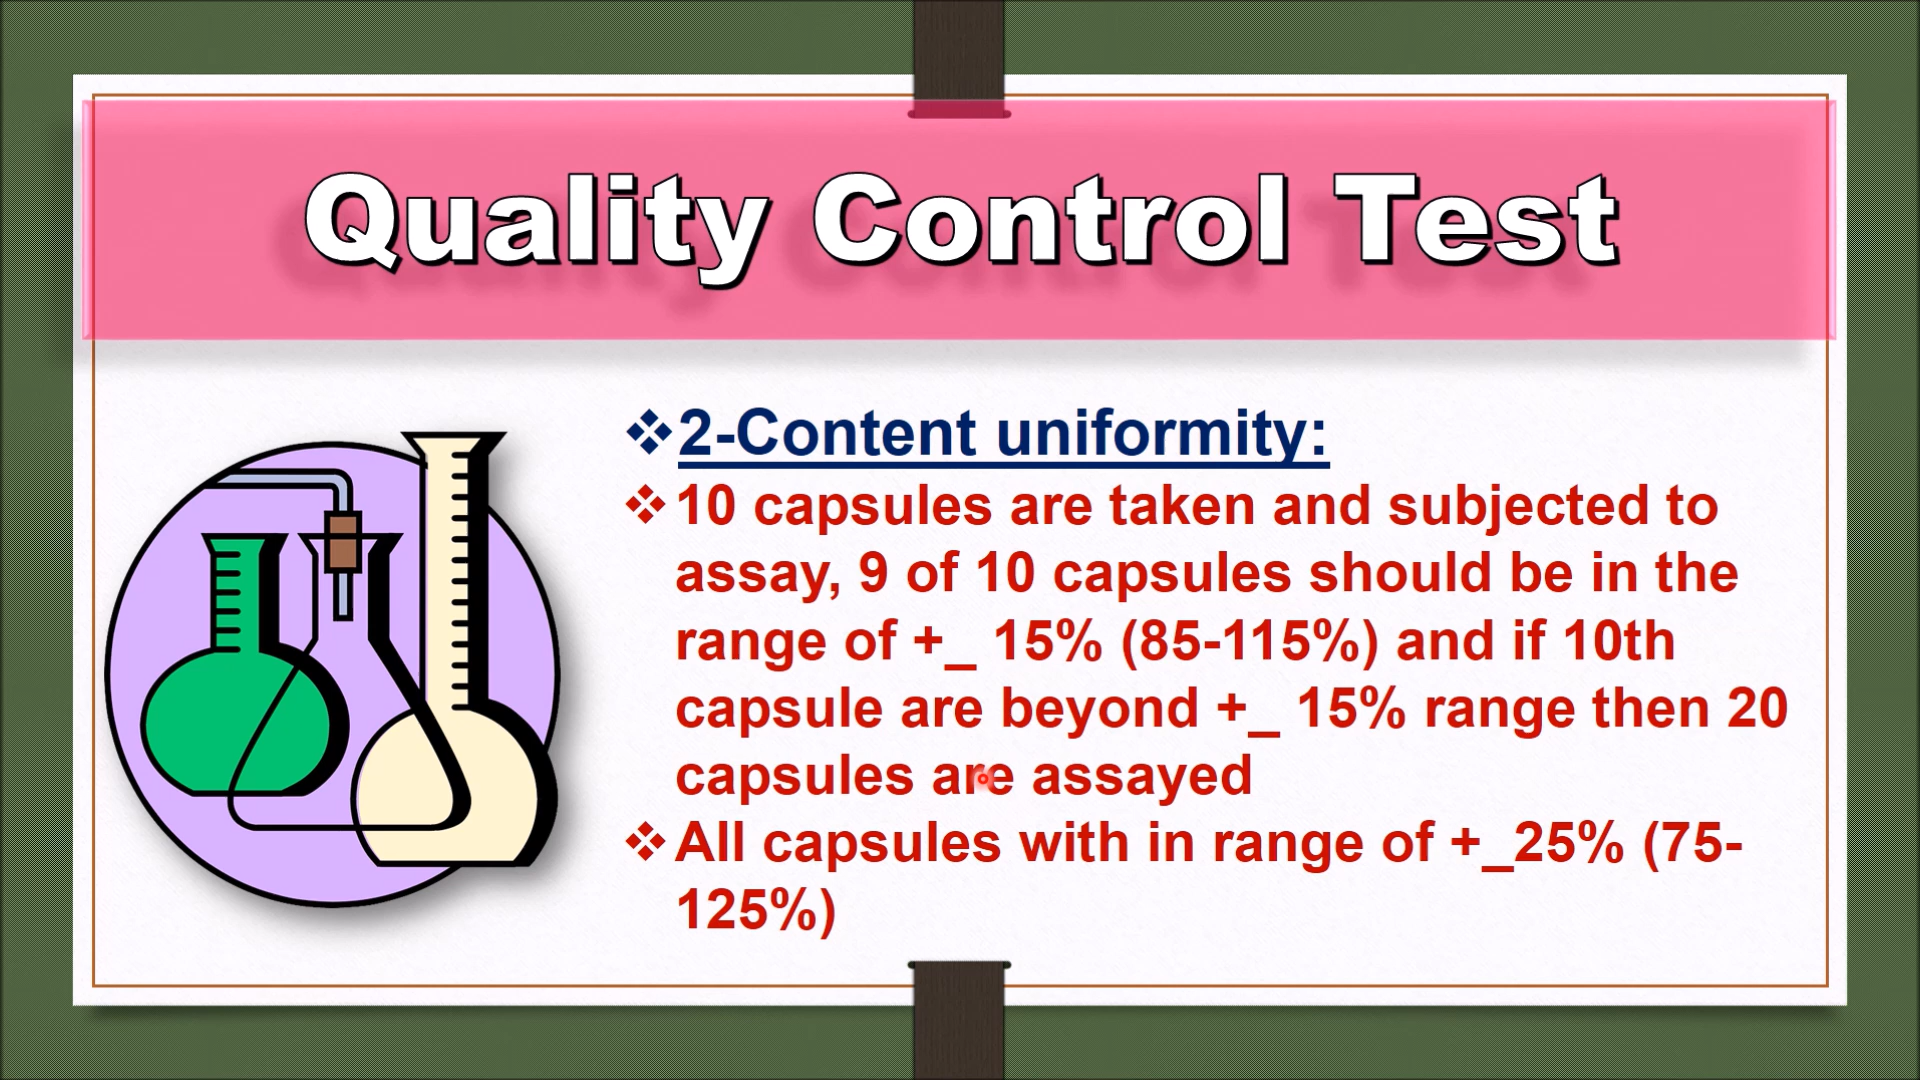 Quality Control Test
❖2-Content uniformity:
❖10 capsules are taken and subjected to
assay, 9 of 10 capsules should be in the
range of +_ 15% (85-115%) and if 10th
capsule are beyond +_ 15% range then 20
capsules are assayed
❖All capsules with in range of +_25% (75-
125%)